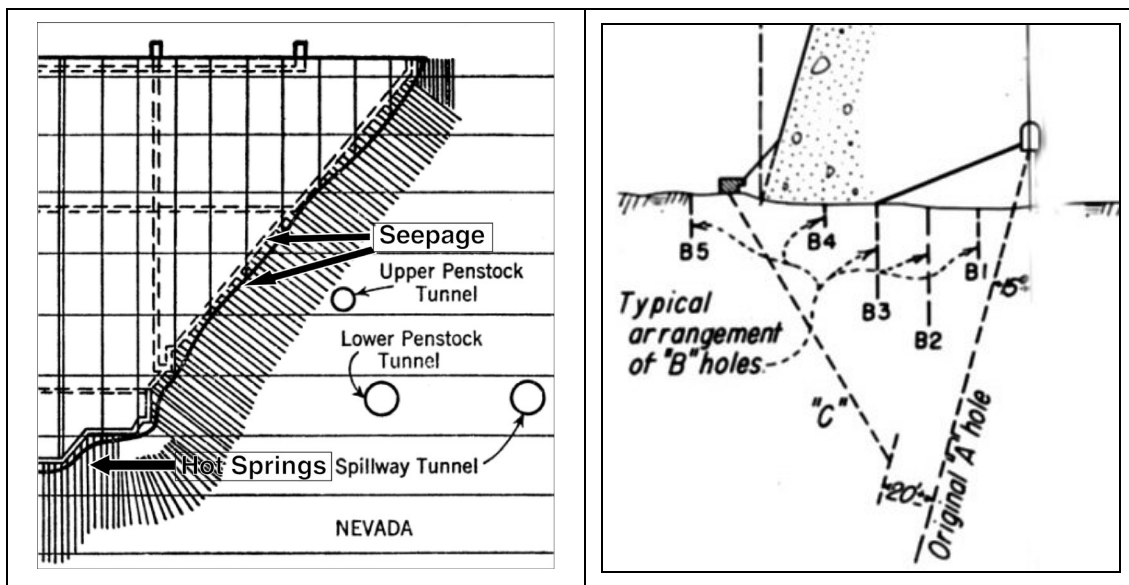 Seepage
Upper Penstock
Tunnel
Lower Penstock
Tunnel
Hot Springs
Spillway Tunnel
NEVADA
B5
B4
B3
B2
B1
15°
Typical
arrangement
of "B" holes.
"C"
20'
Original "A" hole